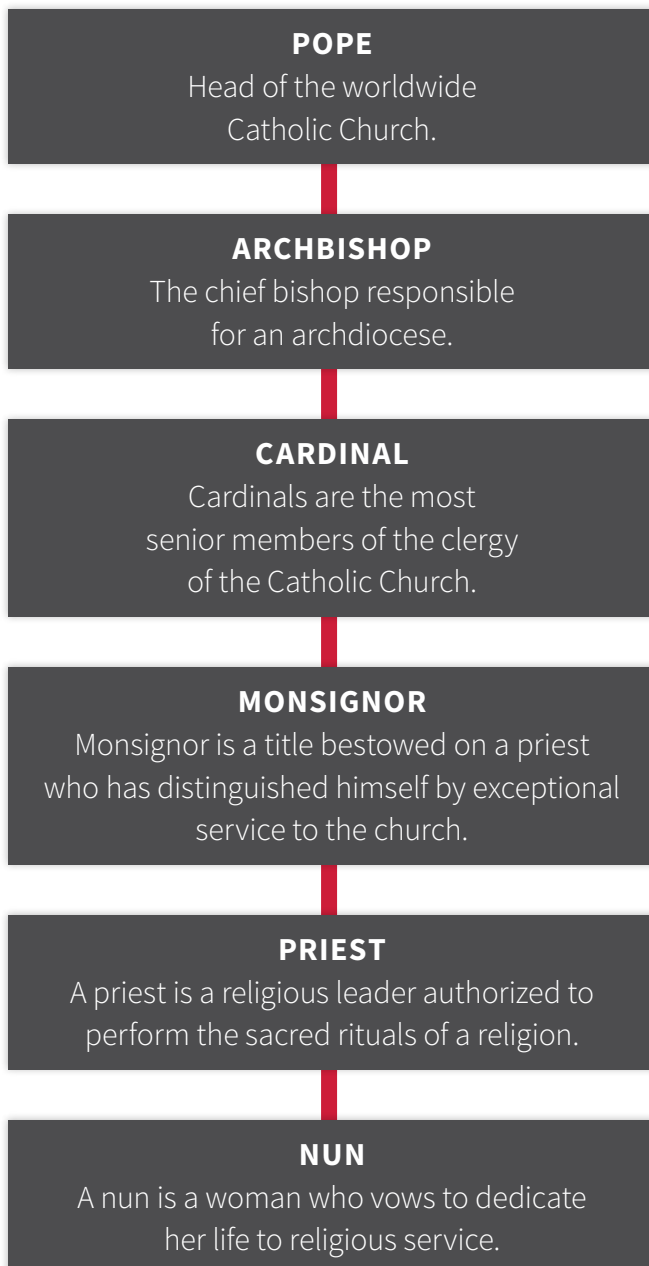 POPE
Head of the worldwide
Catholic Church.
ARCHBISHOP
The chief bishop responsible
for an archdiocese.
CARDINAL
Cardinals are the most
senior members of the clergy
of the Catholic Church.
MONSIGNOR
Monsignor is a title bestowed on a priest
who has distinguished himself by exceptional
service to the church.
PRIEST
A priest is a religious leader authorized to
perform the sacred rituals of a religion.
NUN
A nun is a woman who vows to dedicate
her life to religious service.